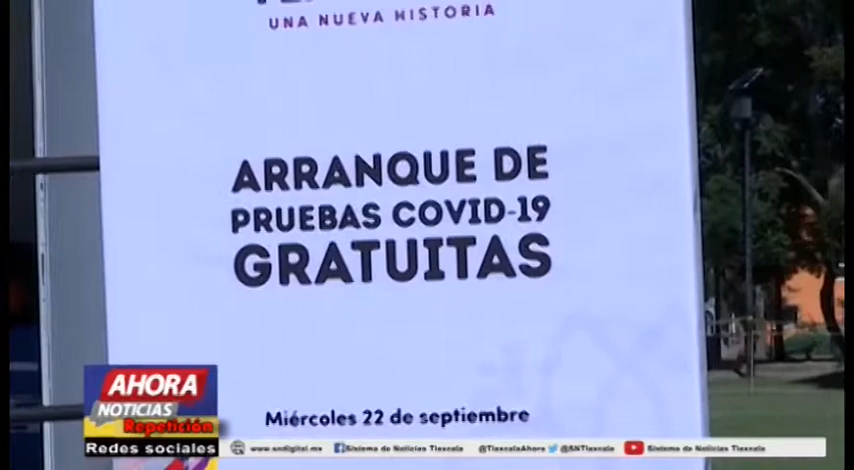 UNA NUEVA HISTORIA
ARRANQUE DE
PRUEBAS COVID-19
GRATUITAS
Miércoles 22 de septiembre
AHORA
NOTICIAS
Repetición
Redes sociales
www.sndigital.mx
Sistema de Noticias Tlaxcala
@TlaxcalaAhora
@SNTlaxcala
Sistema de Noticias Tlaxcala